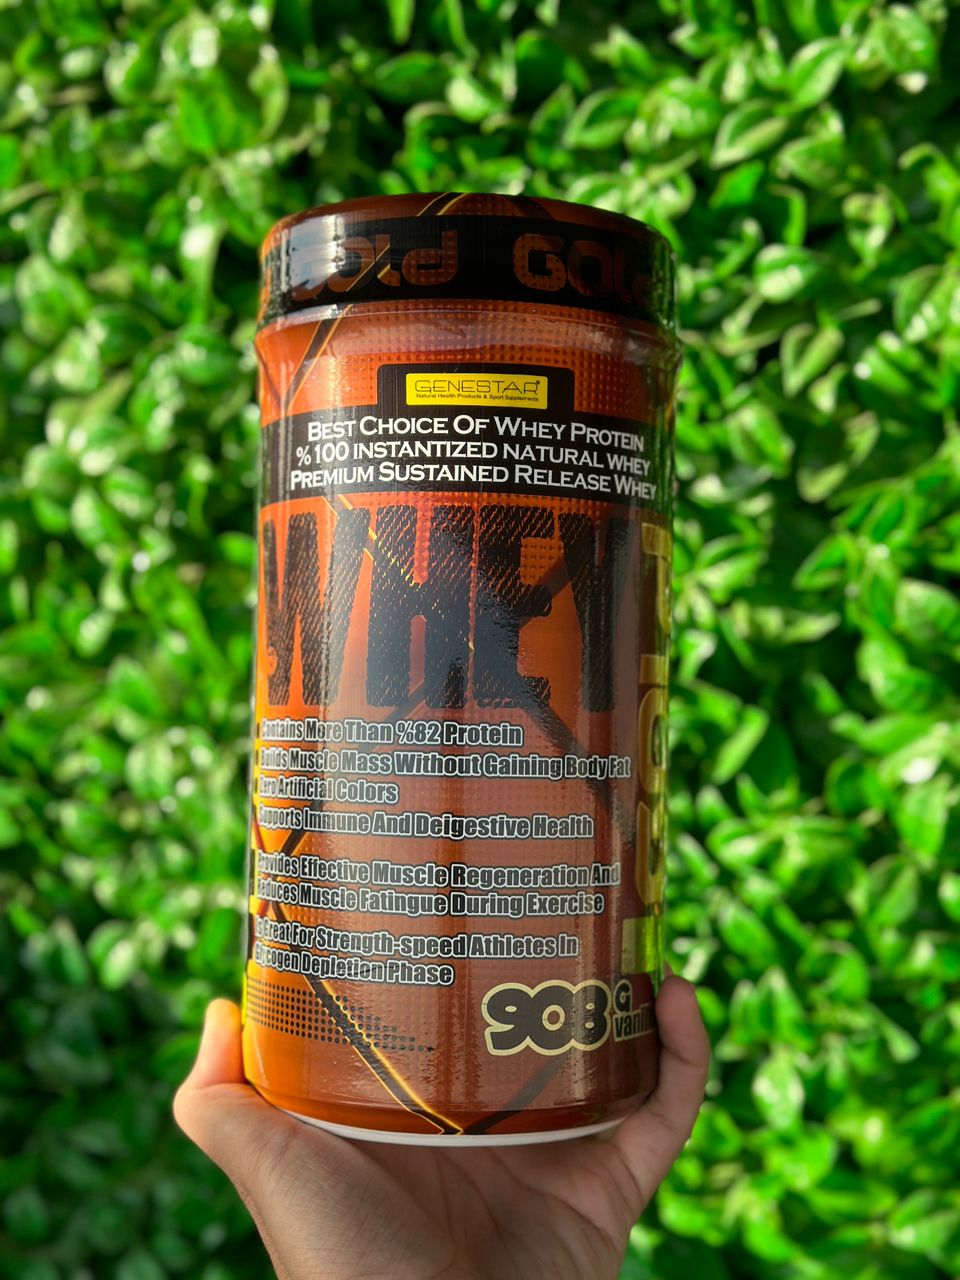 GOld
GENESTAR
Natural Health Products & Sport Supplements
BEST CHOICE OF WHEY PROTEIN
%100 INSTANTIZED NATURAL WHEY
PREMIUM SUSTAINED RELEASE WHEY
WHEY
Contains More Than %82 Protein
Builds Muscle Mass Without Gaining Body Fat
Zero Artificial Colors
Supports Immune And Deigestive Health
Provides Effective Muscle Regeneration And
Reduces Muscle Fatingue During Exercise
Is Great For Strength-speed Athletes In
Glycogen Depletion Phase
908 G